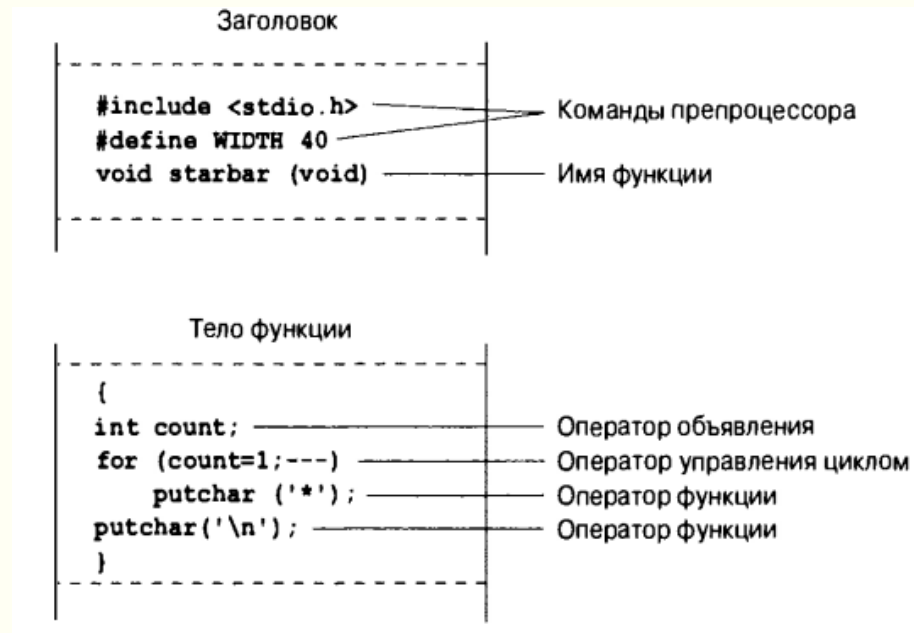 Заголовок
#include <stdio.h>
#define WIDTH 40
Команды препроцессора
void starbar (void)
Имя функции
Тело функции
{
int count;
Оператор объявления
for (count=1;---)
Оператор управления циклом
putchar ('*');
Оператор функции
putchar('\n');
Оператор функции
}